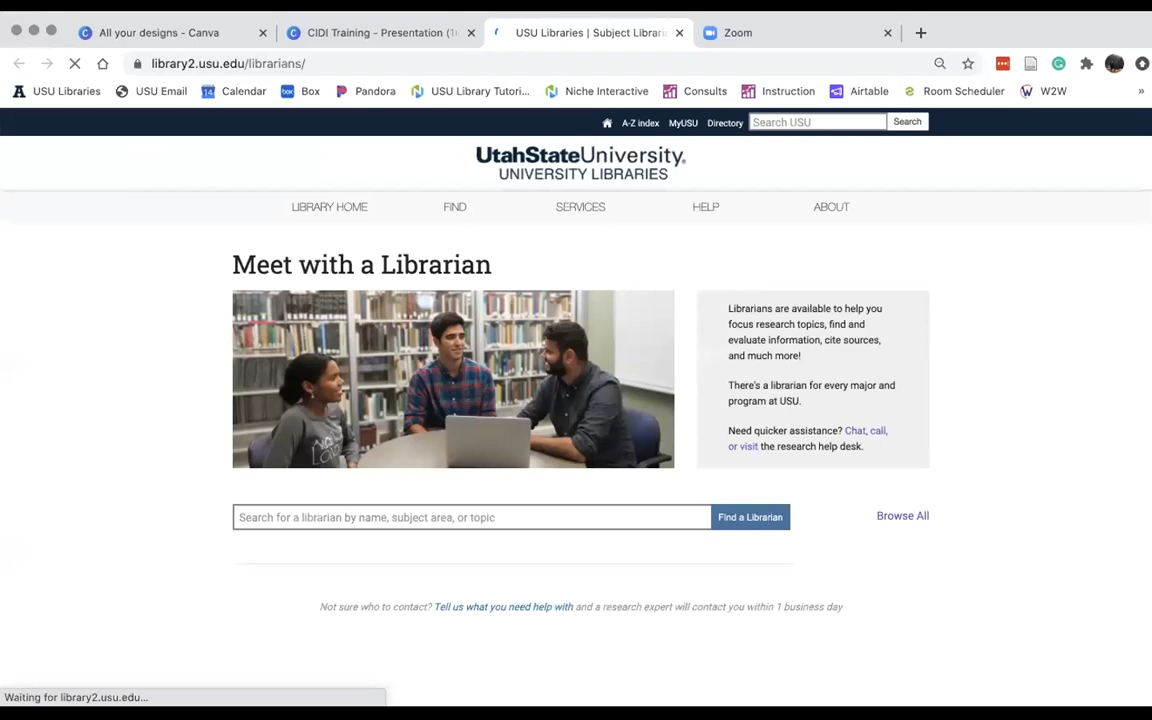 All your designs - Canva
CIDI Training - Presentation (1
USU Libraries | Subject Librari
Zoom
library2.usu.edu/librarians/
USU Libraries
USU Email
Calendar
Box
Pandora
USU Library Tutori...
Niche Interactive
Consults
Instruction
Airtable
Room Scheduler
W2W
»
A-Z index
MyUSU
Directory
Search USU
Search
UtahStateUniversity
UNIVERSITY LIBRARIES
LIBRARY HOME
FIND
SERVICES
HELP
ABOUT
Meet with a Librarian
Librarians are available to help you
focus research topics, find and
evaluate information, cite sources,
and much more!
There's a librarian for every major and
program at USU.
Need quicker assistance? Chat, call,
or visit the research help desk.
Search for a librarian by name, subject area, or topic
Find a Librarian
Browse All
Not sure who to contact? Tell us what you need help with and a research expert will contact you within 1 business day
Waiting for library2.usu.edu...